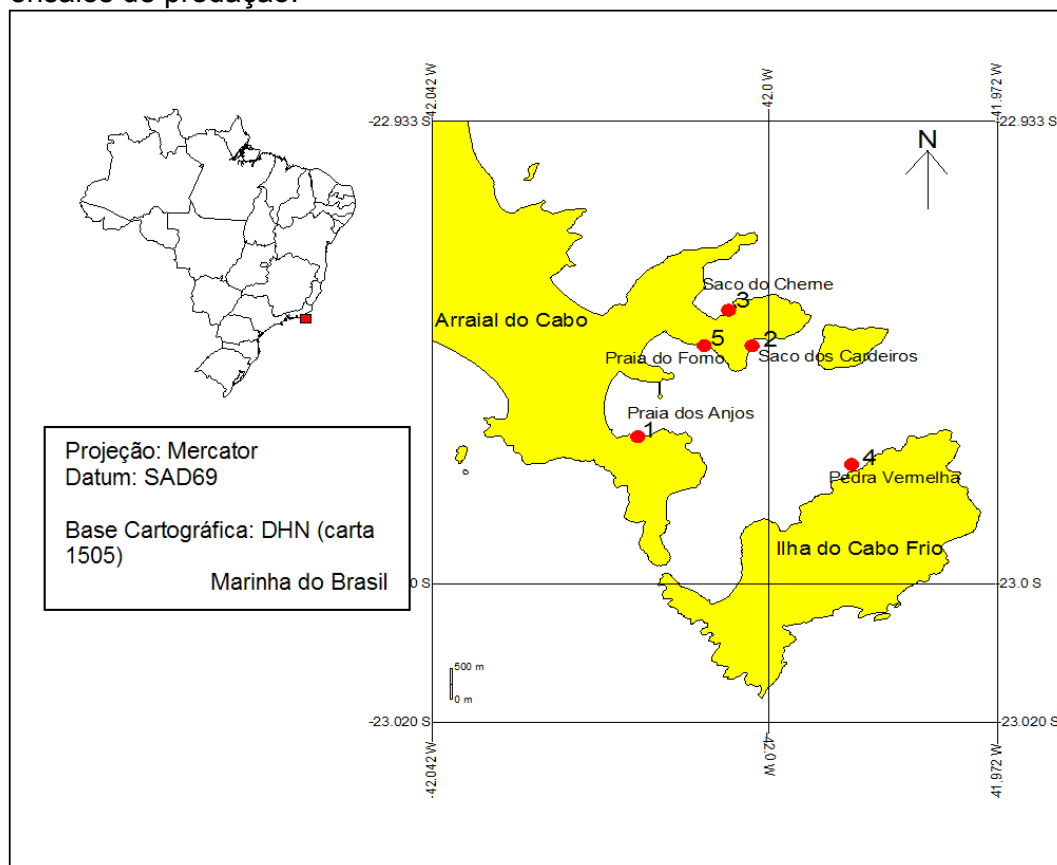 ensaios de produção.
-42.042 W
42.0 W
41.972 W
-22.933 S
-22.933 S
N
Saco do Cherne
3
Arraial do Cabo
5
2
Praia do Forno
Saco dos Cardeiros
Praia dos Anjos
1
4
Pedra Vermelha
Ilha do Cabo Frio
Projeção: Mercator
Datum: SAD69
Base Cartográfica: DHN (carta
1505)
Marinha do Brasil
0 S
-23.0 S
500 m
0 m
-23.020 S
-23.020 S
-42.042 W
-42.0 W
41.972 W